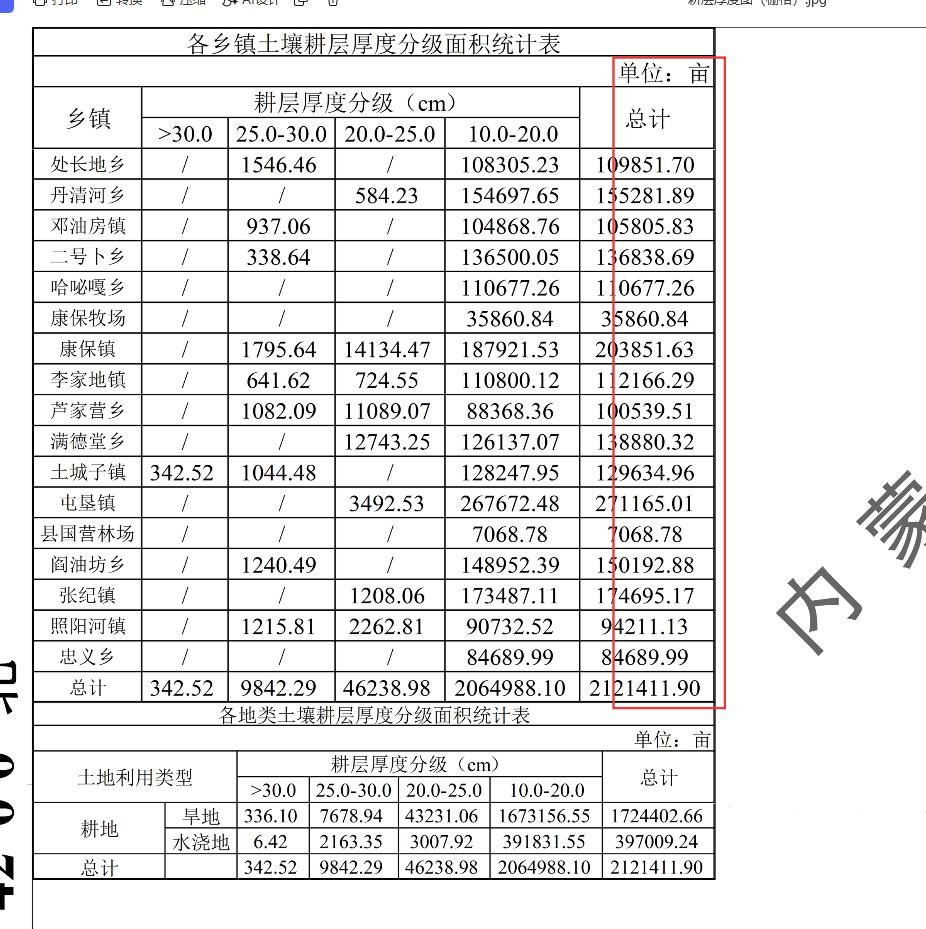 打印 转换 压缩 AI设计
各乡镇土壤耕层厚度分级面积统计表
单位：亩
乡镇 耕层厚度分级（cm） 总计
>30.0 25.0-30.0 20.0-25.0 10.0-20.0
处长地乡 / 1546.46 / 108305.23 109851.70
丹清河乡 / / 584.23 154697.65 155281.89
邓油房镇 / 937.06 / 104868.76 105805.83
二号卜乡 / 338.64 / 136500.05 136838.69
哈咇嘎乡 / / / 110677.26 110677.26
康保牧场 / / / 35860.84 35860.84
康保镇 / 1795.64 14134.47 187921.53 203851.63
李家地镇 / 641.62 724.55 110800.12 112166.29
芦家营乡 / 1082.09 11089.07 88368.36 100539.51
满德堂乡 / / 12743.25 126137.07 138880.32
土城子镇 342.52 1044.48 / 128247.95 129634.96
屯垦镇 / / 3492.53 267672.48 271165.01
县国营林场 / / / 7068.78 7068.78
阎油坊乡 / 1240.49 / 148952.39 150192.88
张纪镇 / / 1208.06 173487.11 174695.17
照阳河镇 / 1215.81 2262.81 90732.52 94211.13
忠义乡 / / / 84689.99 84689.99
总计 342.52 9842.29 46238.98 2064988.10 2121411.90
各地类土壤耕层厚度分级面积统计表
单位：亩
土地利用类型 耕层厚度分级（cm） 总计
>30.0 25.0-30.0 20.0-25.0 10.0-20.0
耕地 旱地 336.10 7678.94 43231.06 1673156.55 1724402.66
水浇地 6.42 2163.35 3007.92 391831.55 397009.24
总计 342.52 9842.29 46238.98 2064988.10 2121411.90
内蒙